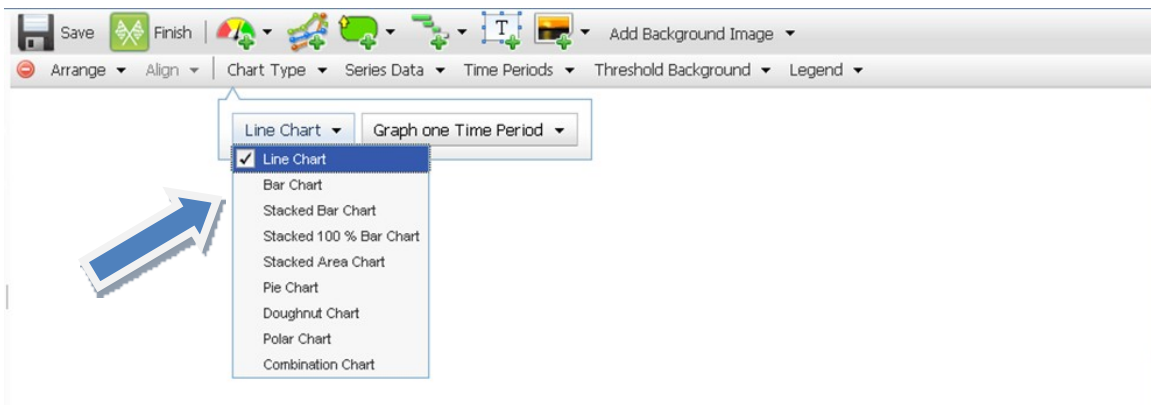 Save Finish T Add Background Image
Arrange Align Chart Type Series Data Time Periods Threshold Background Legend
Line Chart Graph one Time Period
Line Chart
Bar Chart
Stacked Bar Chart
Stacked 100 % Bar Chart
Stacked Area Chart
Pie Chart
Doughnut Chart
Polar Chart
Combination Chart